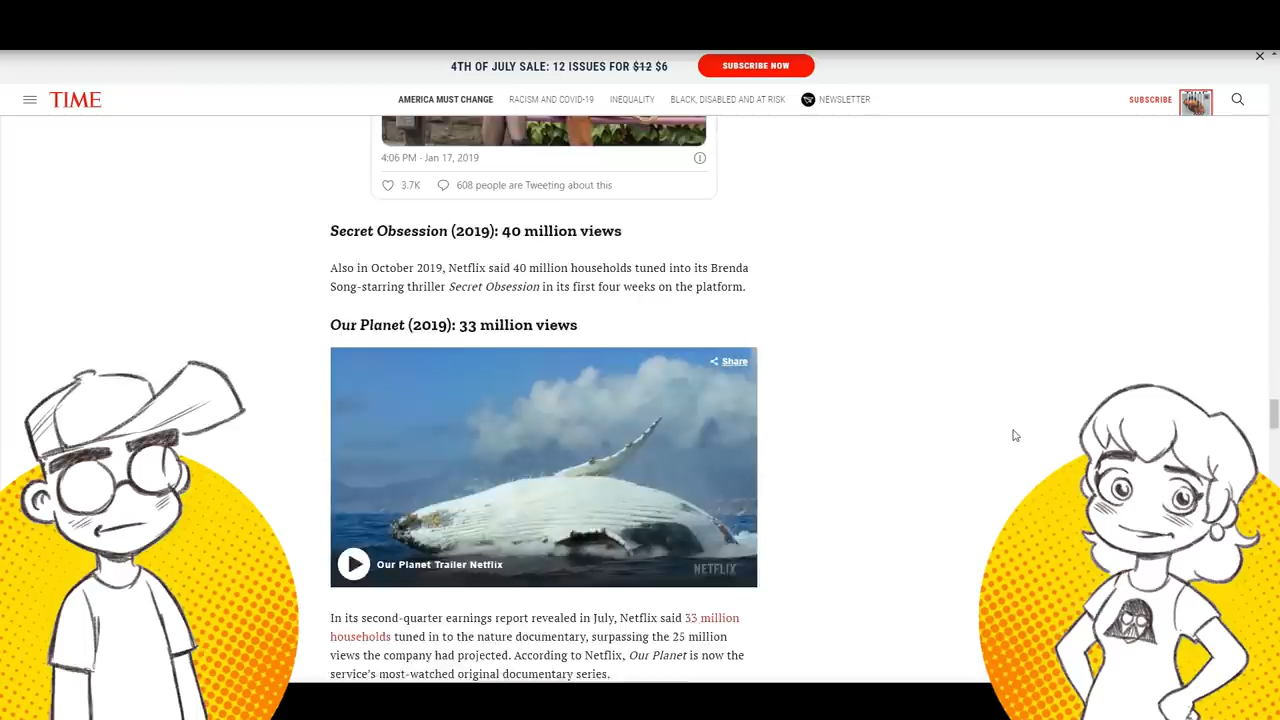 4TH OF JULY SALE: 12 ISSUES FOR $12 $6
SUBSCRIBE NOW
TIME
AMERICA MUST CHANGE
RACISM AND COVID-19
INEQUALITY
BLACK, DISABLED AND AT RISK
NEWSLETTER
SUBSCRIBE
4:06 PM · Jan 17, 2019
3.7K
608 people are Tweeting about this
Secret Obsession (2019): 40 million views
Also in October 2019, Netflix said 40 million households tuned into its Brenda
Song-starring thriller Secret Obsession in its first four weeks on the platform.
Our Planet (2019): 33 million views
Share
Our Planet Trailer Netflix
NETFLIX
In its second-quarter earnings report revealed in July, Netflix said 33 million
households tuned in to the nature documentary, surpassing the 25 million
views the company had projected. According to Netflix, Our Planet is now the
service's most-watched original documentary series.